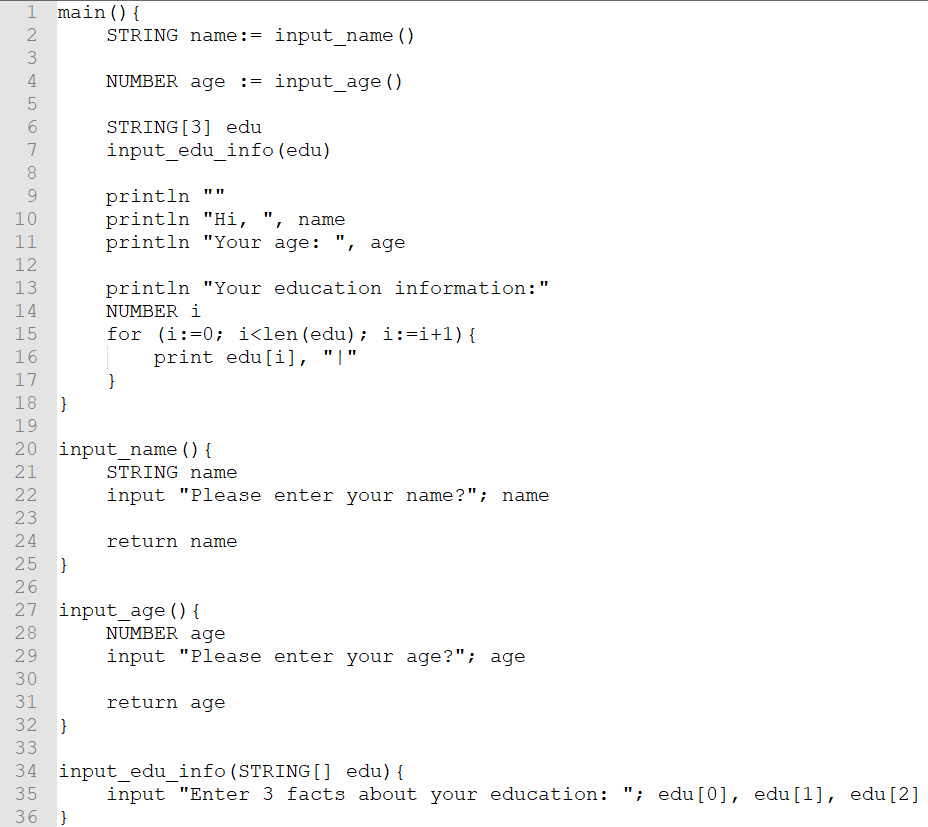 1 main(){
2 STRING name:= input_name()
3
4 NUMBER age := input_age()
5
6 STRING[3] edu
7 input_edu_info(edu)
8
9 println ""
10 println "Hi, ", name
11 println "Your age: ", age
12
13 println "Your education information:"
14 NUMBER i
15 for (i:=0; i<len(edu); i:=i+1){
16 print edu[i], "|"
17 }
18 }
19
20 input_name(){
21 STRING name
22 input "Please enter your name?"; name
23
24 return name
25 }
26
27 input_age(){
28 NUMBER age
29 input "Please enter your age?"; age
30
31 return age
32 }
33
34 input_edu_info(STRING[] edu){
35 input "Enter 3 facts about your education: "; edu[0], edu[1], edu[2]
36 }